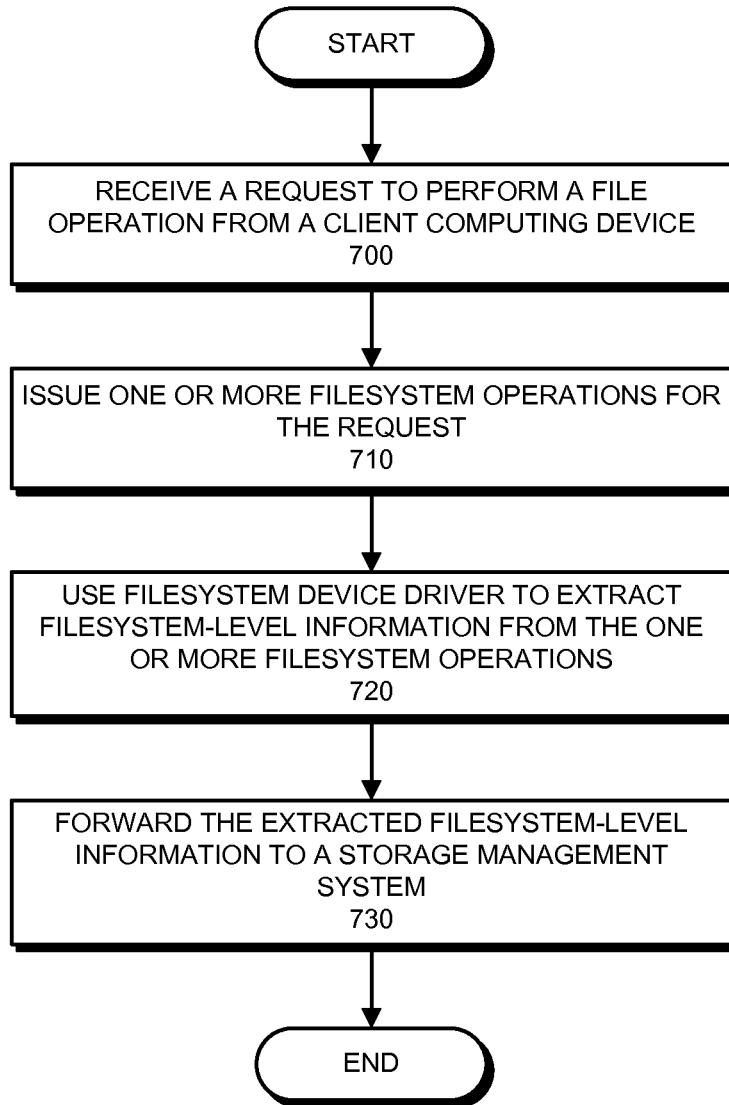 START
RECEIVE A REQUEST TO PERFORM A FILE
OPERATION FROM A CLIENT COMPUTING DEVICE
700
ISSUE ONE OR MORE FILESYSTEM OPERATIONS FOR
THE REQUEST
710
USE FILESYSTEM DEVICE DRIVER TO EXTRACT
FILESYSTEM-LEVEL INFORMATION FROM THE ONE
OR MORE FILESYSTEM OPERATIONS
720
FORWARD THE EXTRACTED FILESYSTEM-LEVEL
INFORMATION TO A STORAGE MANAGEMENT
SYSTEM
730
END